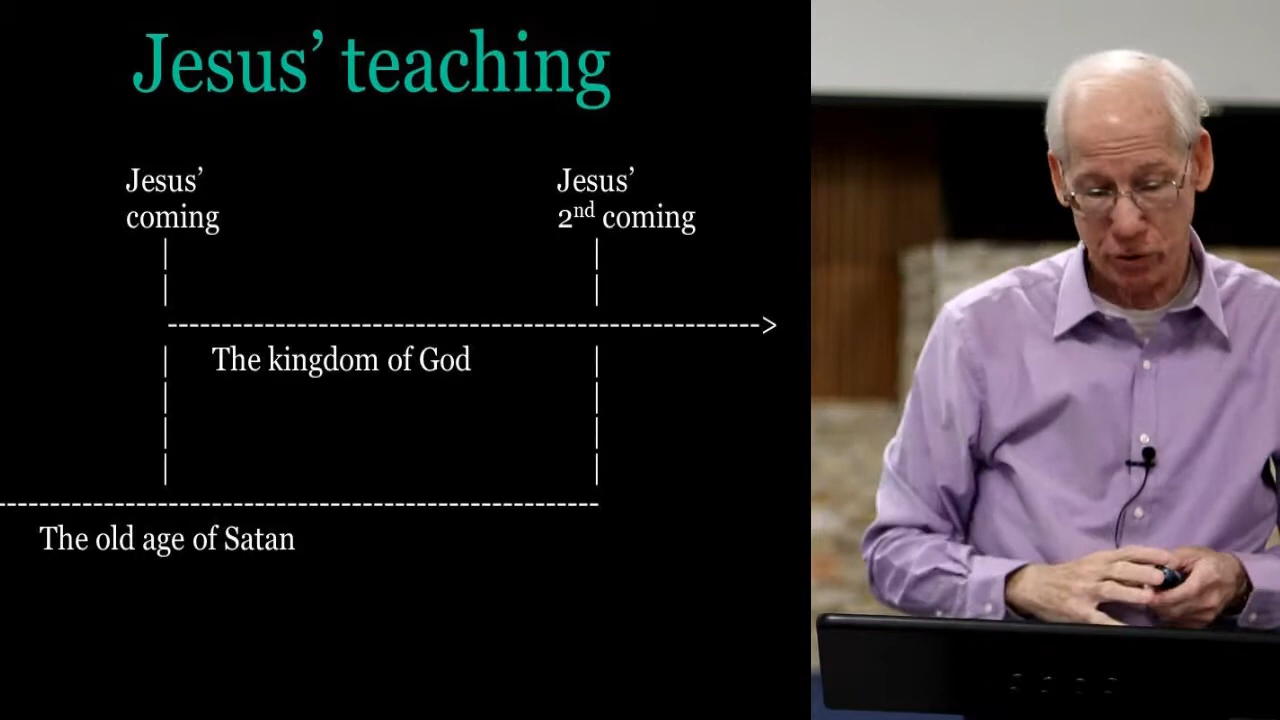 Jesus’ teaching
Jesus’
coming
Jesus’
2nd coming
The kingdom of God
The old age of Satan